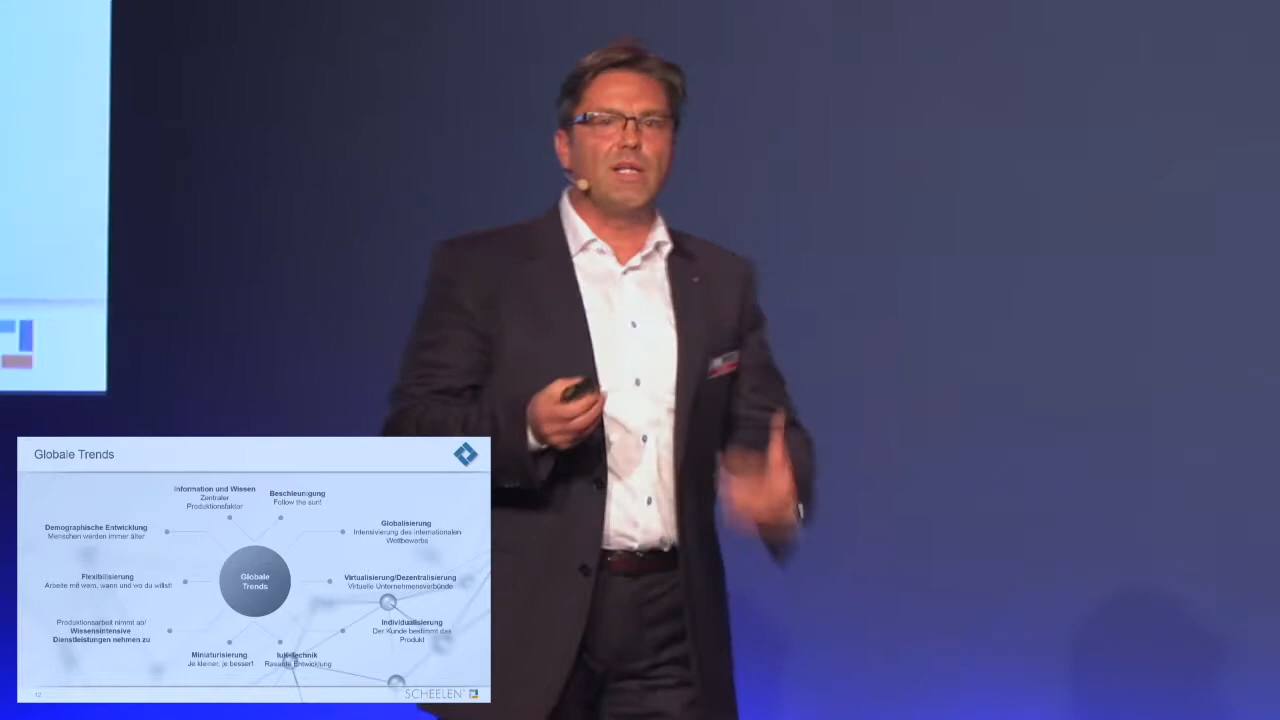 Globale Trends
Information und Wissen
Zentraler
Produktionsfaktor
Beschleunigung
Follow the sun!
Demographische Entwicklung
Menschen werden immer älter
Globalisierung
Intensivierung des internationalen
Wettbewerbs
Flexibilisierung
Arbeite mit wem, wann und wo du willst!
Globale
Trends
Virtualisierung/Dezentralisierung
Virtuelle Unternehmensverbünde
Produktionsarbeit nimmt ab/
Wissensintensive
Dienstleistungen nehmen zu
Individualisierung
Der Kunde bestimmt das
Produkt
Miniaturisierung
Je kleiner, je besser!
IuK-Technik
Rasante Entwicklung
12
SCHEELEN